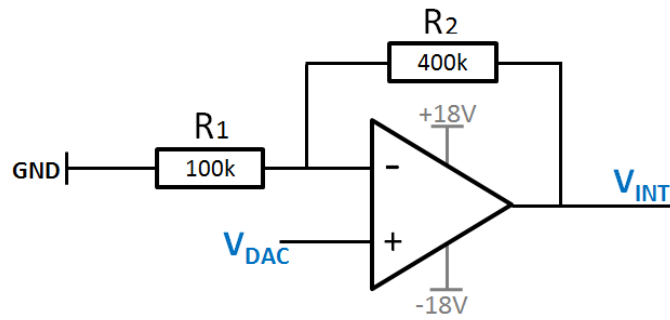 R2
400k
+18V
R1
GND
100k
-
VINT
VDAC
+
-18V